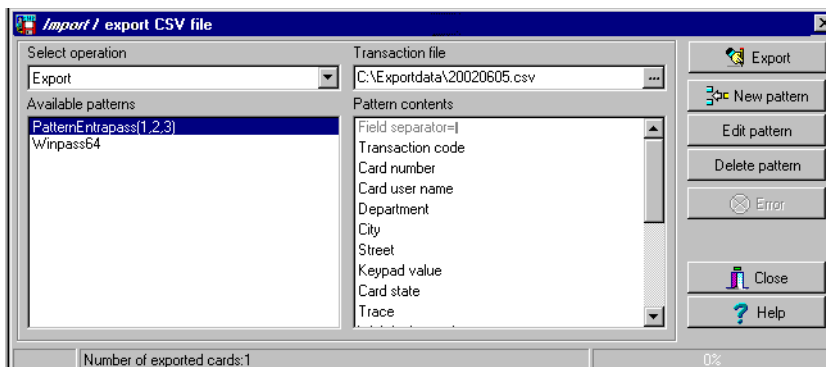 Import / export CSV file
Select operation
Export
Transaction file
C:\Exportdata\20020605.csv
...
Available patterns
PatternEntrapass(1,2,3)
Winpass64
Pattern contents
Field separator=|
Transaction code
Card number
Card user name
Department
City
Street
Keypad value
Card state
Trace
Export
New pattern
Edit pattern
Delete pattern
Error
Close
Help
Number of exported cards:1
0%